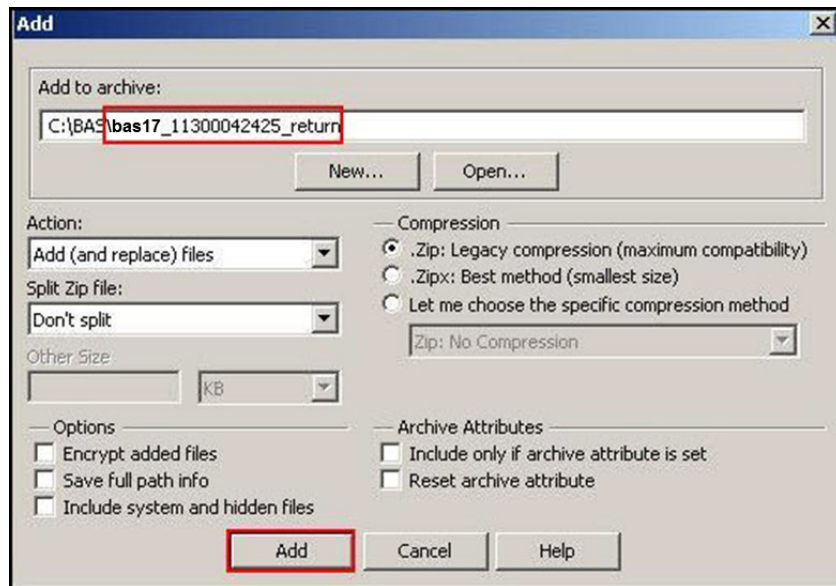 Add
Add to archive:
C:\BAS\bas17_11300042425_return
New... Open...
Action:
Add (and replace) files
Split Zip file:
Don't split
Other Size
KB
Compression
.Zip: Legacy compression (maximum compatibility)
.Zipx: Best method (smallest size)
Let me choose the specific compression method
Zip: No Compression
Options
Encrypt added files
Save full path info
Include system and hidden files
Archive Attributes
Include only if archive attribute is set
Reset archive attribute
Add Cancel Help